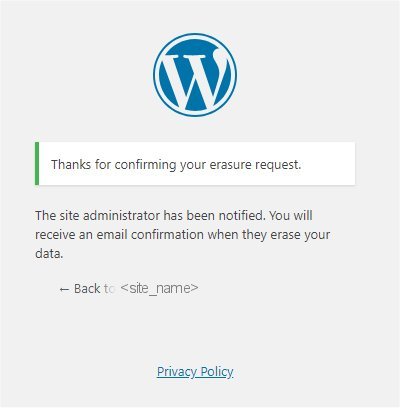 Thanks for confirming your erasure request.
The site administrator has been notified. You will
receive an email confirmation when they erase your
data.
← Back to <site_name>
Privacy Policy